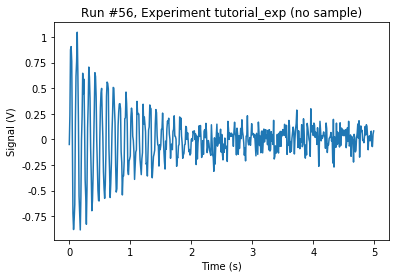 Run #56, Experiment tutorial_exp (no sample)
1
0.75
0.5
0.25
0
-0.25
-0.5
-0.75
Signal (V)
0 1 2 3 4 5
Time (s)